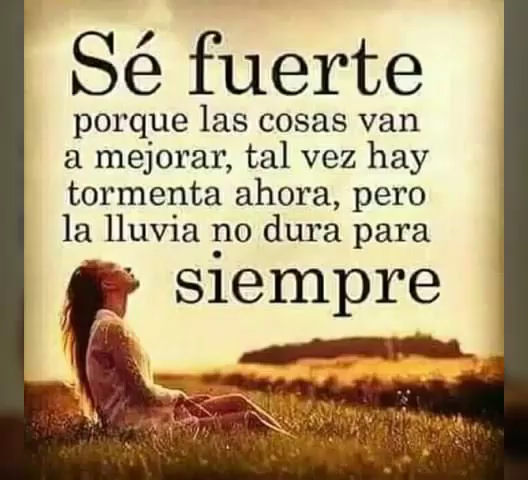 Sé fuerte
porque las cosas van
a mejorar, tal vez hay
tormenta ahora, pero
la lluvia no dura para
siempre